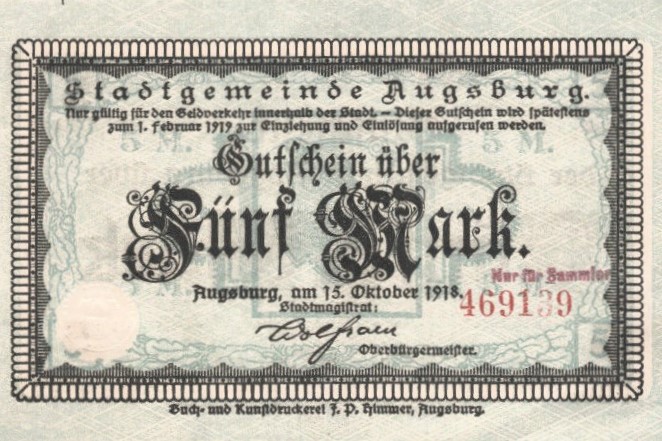 Stadtgemeinde Augsburg.
Nur gültig für den Geldverkehr innerhalb der Stadt. — Dieser Gutschein wird spätestens
zum 1. Februar 1919 zur Einziehung und Einlösung aufgerufen werden.
Gutschein über
Fünf Mark.
Nur für Sammler
Augsburg, am 15. Oktober 1918.
469139
Stadtmagistrat:
Wolfram
Oberbürgermeister.
Buch- und Kunstdruckerei J. P. Himmer, Augsburg.